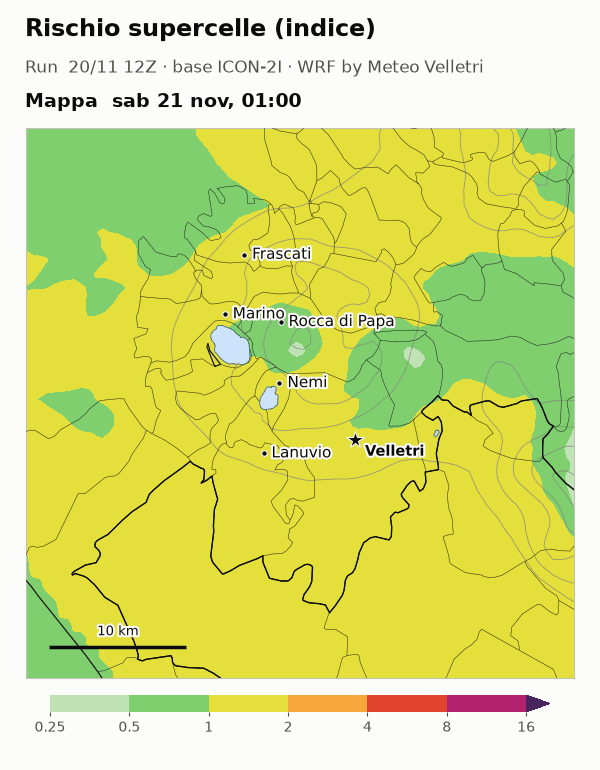 Rischio supercelle (indice)
Run  20/11 12Z · base ICON-2I · WRF by Meteo Velletri
Mappa  sab 21 nov, 01:00
Frascati
Marino
Rocca di Papa
Nemi
Velletri
Lanuvio
10 km
0.25 0.5 1 2 4 8 16